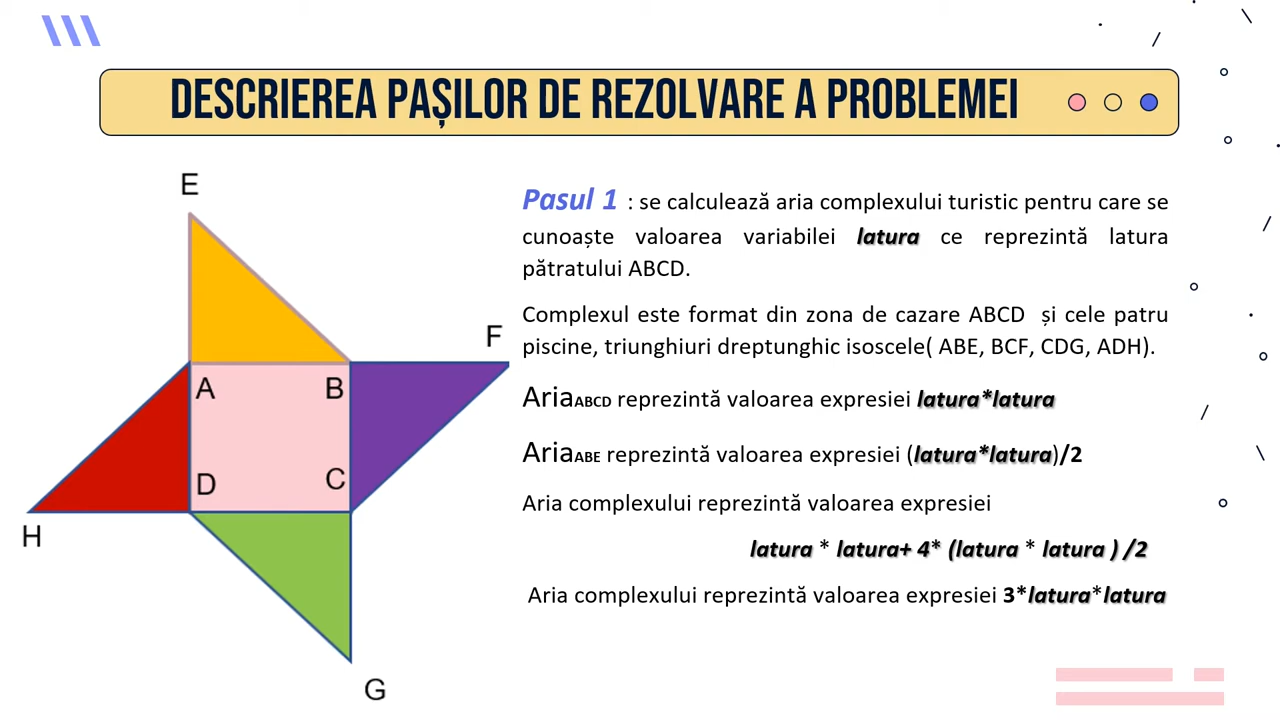 DESCRIEREA PAȘILOR DE REZOLVARE A PROBLEMEI
E
Pasul 1 : se calculează aria complexului turistic pentru care se
cunoaște valoarea variabilei latura ce reprezintă latura
pătratului ABCD.
Complexul este format din zona de cazare ABCD și cele patru
piscine, triunghiuri dreptunghic isoscele( ABE, BCF, CDG, ADH).
F
A
B
D
C
H
G
AriaABCD reprezintă valoarea expresiei latura*latura
AriaABE reprezintă valoarea expresiei (latura*latura)/2
Aria complexului reprezintă valoarea expresiei
latura * latura+ 4* (latura * latura ) /2
Aria complexului reprezintă valoarea expresiei 3*latura*latura